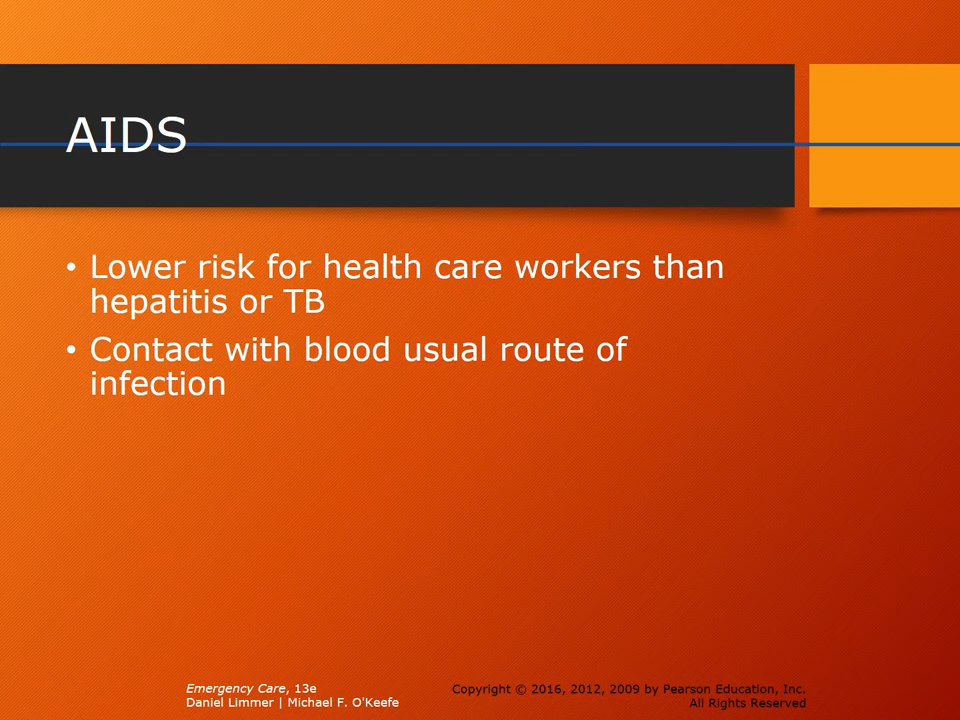 AIDS
• Lower risk for health care workers than
hepatitis or TB
• Contact with blood usual route of
infection
Emergency Care, 13e
Daniel Limmer | Michael F. O'Keefe
Copyright © 2016, 2012, 2009 by Pearson Education, Inc.
All Rights Reserved